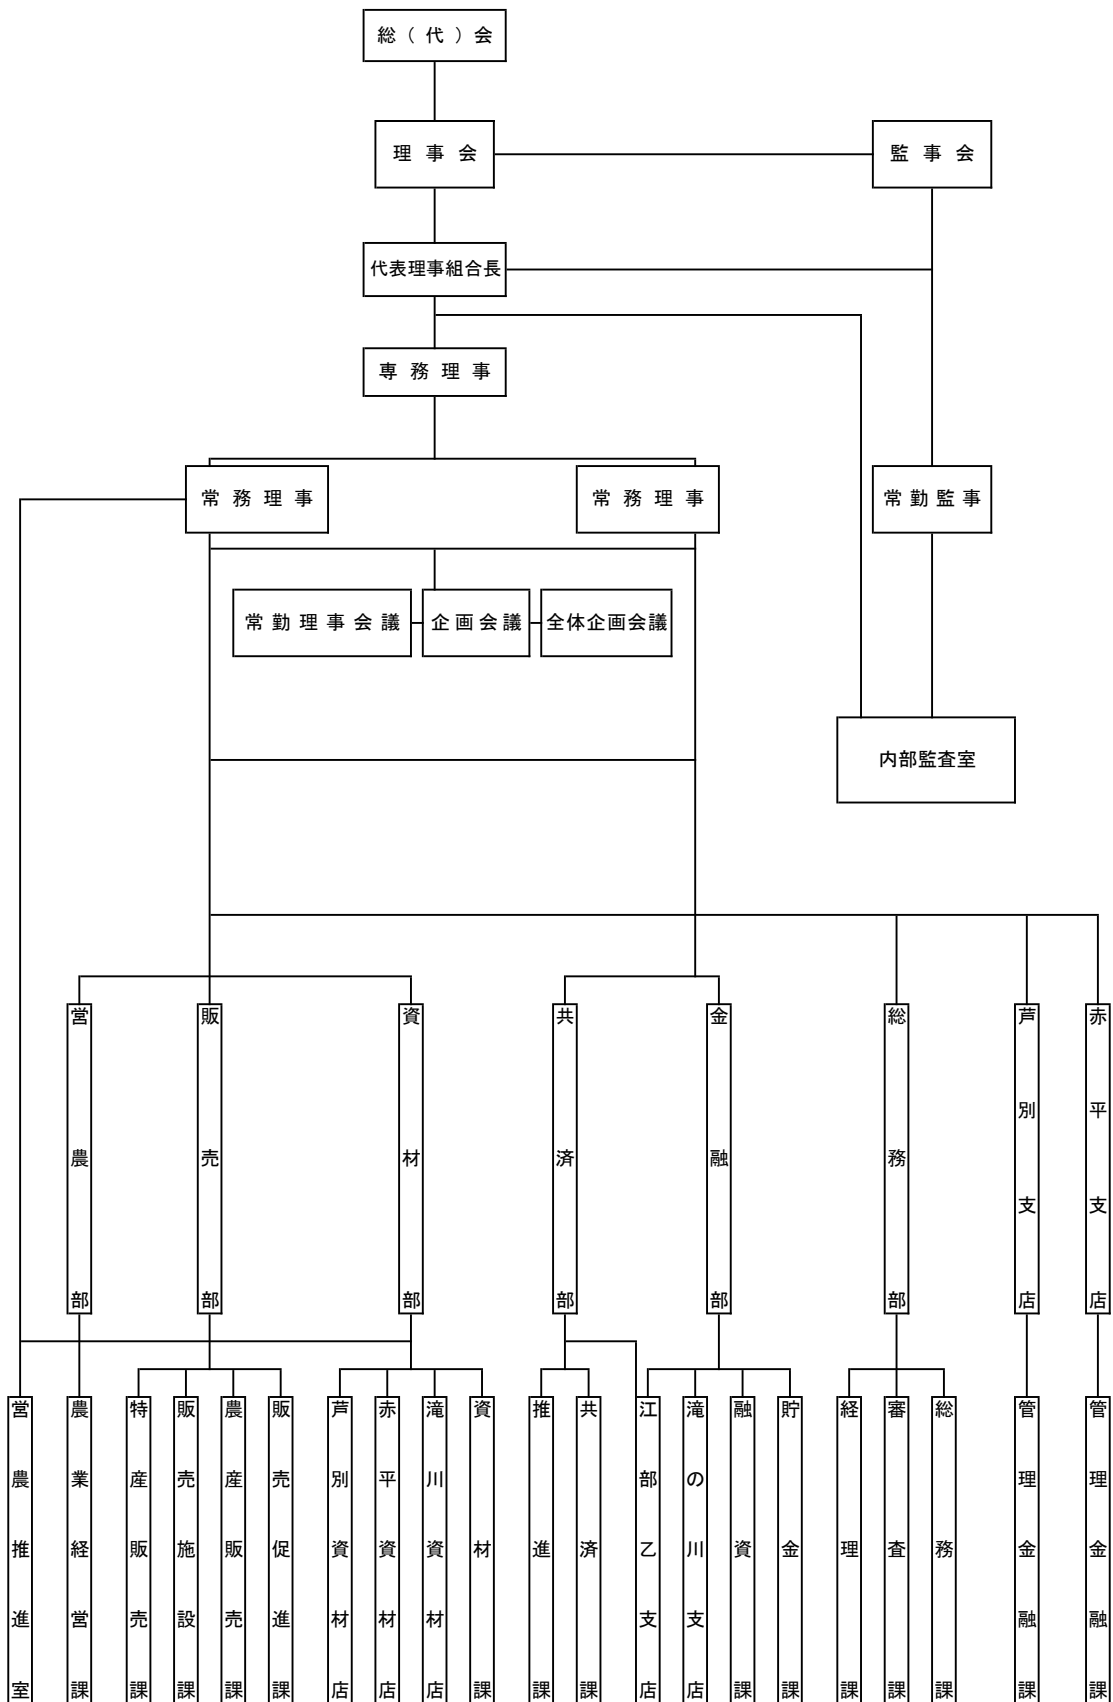 総（代）会
理事会
監事会
代表理事組合長
専務理事
常務理事
常務理事
常勤監事
常勤理事会議
企画会議
全体企画会議
内部監査室
営農部
販売部
資材部
共済部
金融部
総務部
芦別支店
赤平支店
営農推進室
農業経営課
特産販売課
販売施設課
農産販売課
販売促進課
芦別資材店
赤平資材店
滝川資材店
資材課
推進課
共済課
江部乙支店
滝の川支店
融資課
貯金課
経理課
審査課
総務課
管理金融課
管理金融課